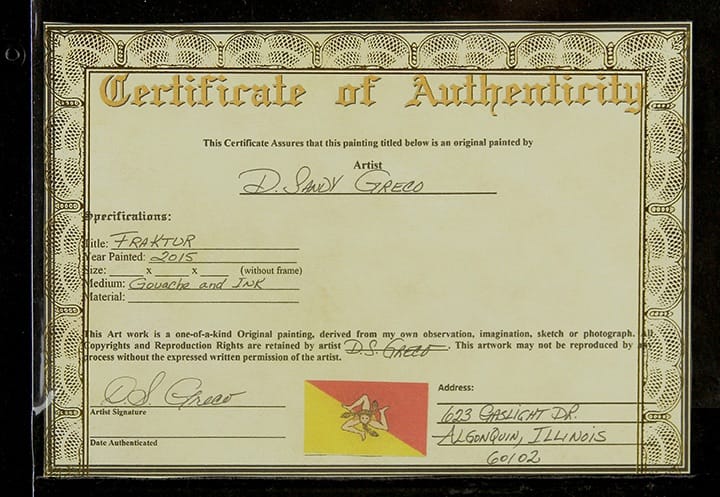 Certificate of Authenticity
This Certificate Assures that this painting titled below is an original painted by
Artist
D. Sandy Greco
Specifications:
Title: Fraktur
Year Painted: 2015
Size: ____ x ____ x ____ (without frame)
Medium: Gouache and Ink
Material:
This Art work is a one-of-a-kind Original painting, derived from my own observation, imagination, sketch or photograph. All
Copyrights and Reproduction Rights are retained by artist D.S. Greco. This artwork may not be reproduced by any
process without the expressed written permission of the artist.
D.S. Greco
Artist Signature
Date Authenticated
Address:
623 Gaslight Dr.
Algonquin, Illinois
60102